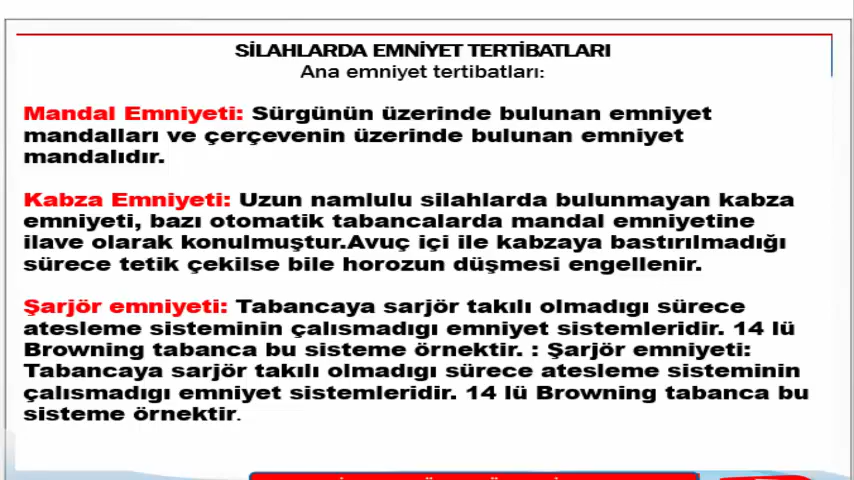 SİLAHLARDA EMNİYET TERTİBATLARI
Ana emniyet tertibatları:
Mandal Emniyeti: Sürgünün üzerinde bulunan emniyet
mandalları ve çerçevenin üzerinde bulunan emniyet
mandalıdır.
Kabza Emniyeti: Uzun namlulu silahlarda bulunmayan kabza
emniyeti, bazı otomatik tabancalarda mandal emniyetine
ilave olarak konulmuştur.Avuç içi ile kabzaya bastırılmadığı
sürece tetik çekilse bile horozun düşmesi engellenir.
Şarjör emniyeti: Tabancaya sarjör takılı olmadıgı sürece
atesleme sisteminin çalısmadıgı emniyet sistemleridir. 14 lü
Browning tabanca bu sisteme örnektir. : Şarjör emniyeti:
Tabancaya sarjör takılı olmadıgı sürece atesleme sisteminin
çalısmadıgı emniyet sistemleridir. 14 lü Browning tabanca bu
sisteme örnektir.